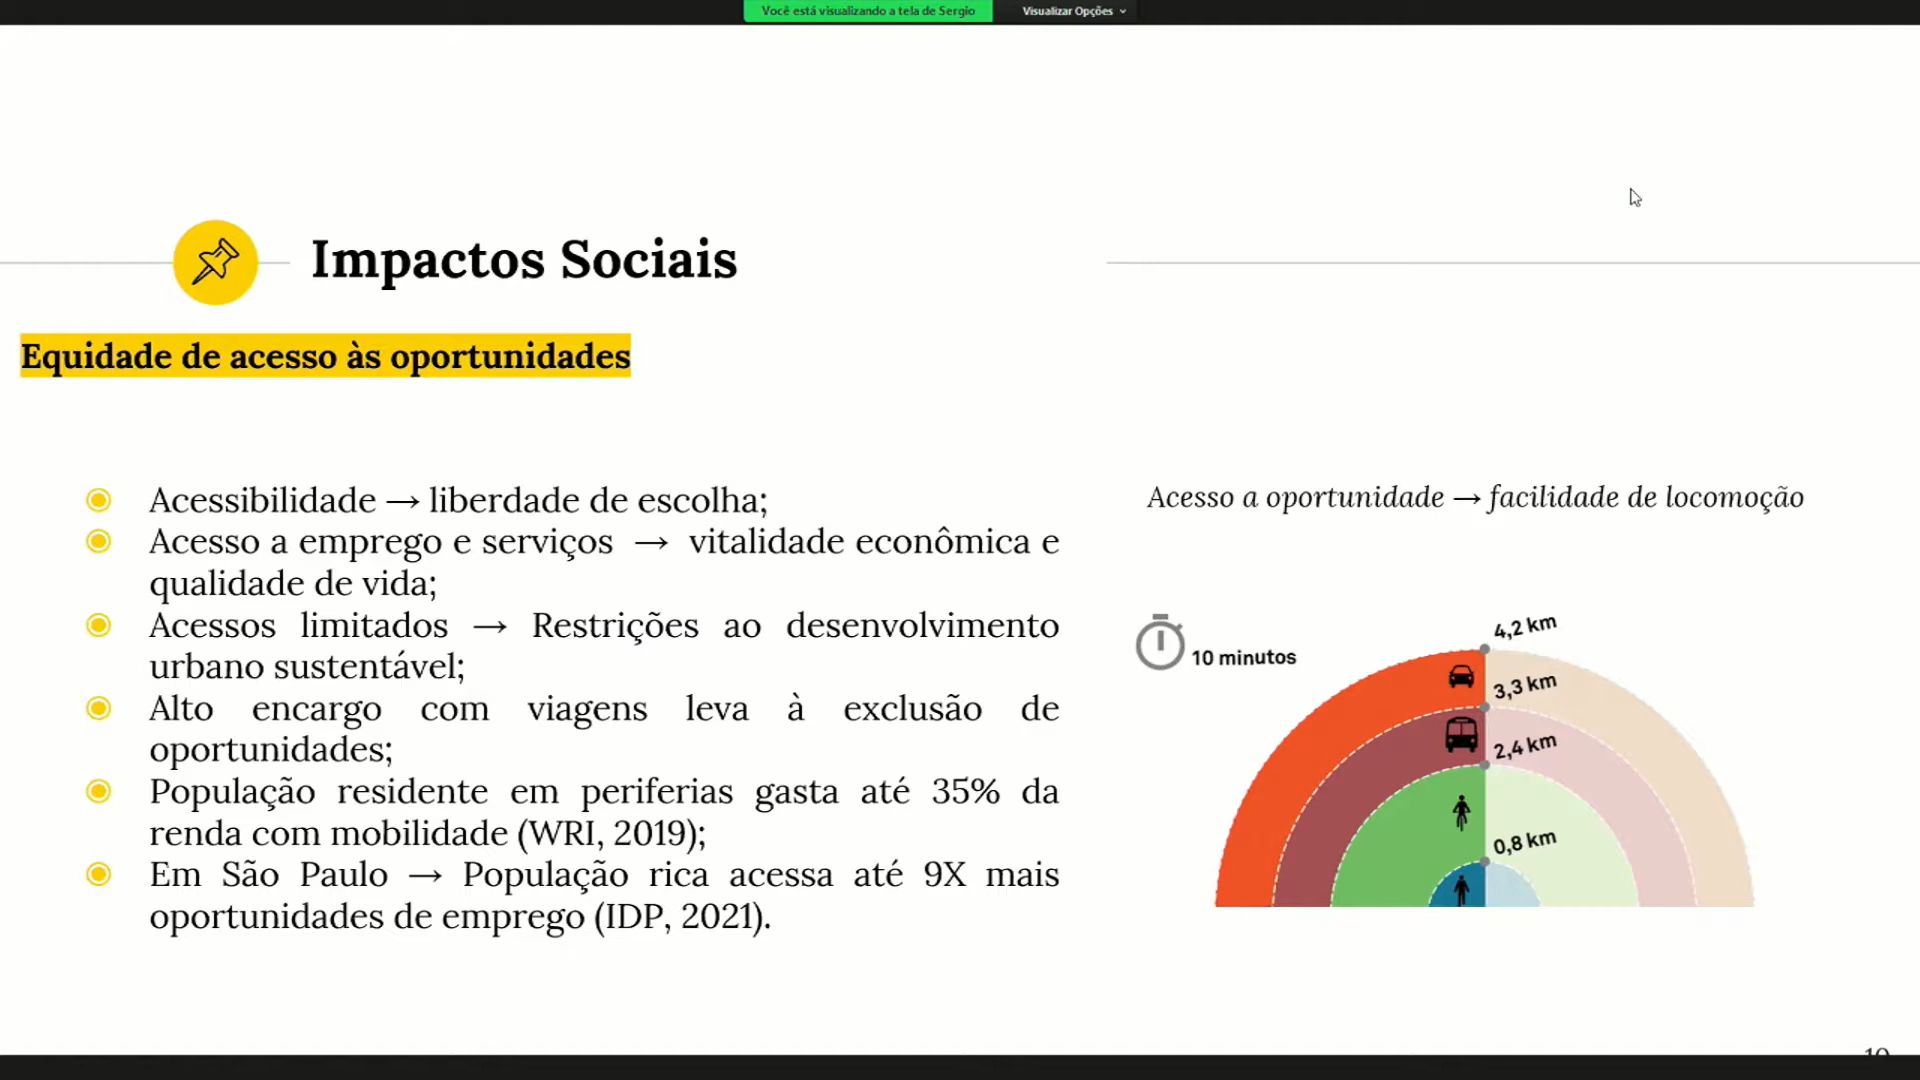 Você está visualizando a tela de Sergio
Visualizar Opções
Impactos Sociais
Equidade de acesso às oportunidades
Acessibilidade → liberdade de escolha;
Acesso a emprego e serviços → vitalidade econômica e
qualidade de vida;
Acessos limitados → Restrições ao desenvolvimento
urbano sustentável;
Alto encargo com viagens leva à exclusão de
oportunidades;
População residente em periferias gasta até 35% da
renda com mobilidade (WRI, 2019);
Em São Paulo → População rica acessa até 9X mais
oportunidades de emprego (IDP, 2021).
Acesso a oportunidade → facilidade de locomoção
10 minutos
4,2 km
3,3 km
2,4 km
0,8 km